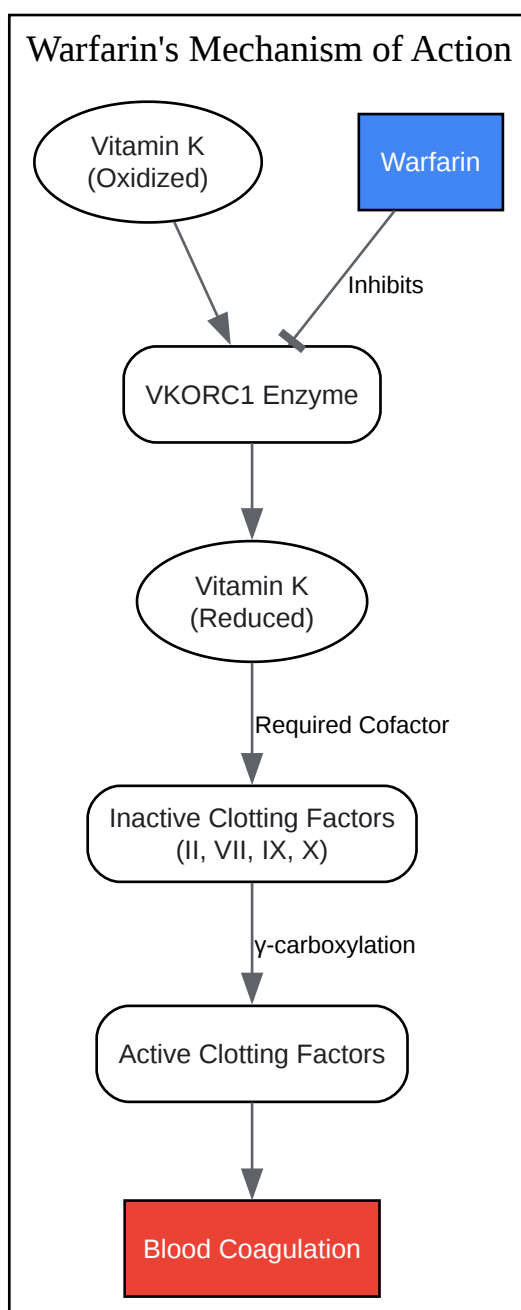 Warfarin's Mechanism of Action
Vitamin K
(Oxidized)
Warfarin
Inhibits
VKORC1 Enzyme
Vitamin K
(Reduced)
Required Cofactor
Inactive Clotting Factors
(II, VII, IX, X)
γ-carboxylation
Active Clotting Factors
Blood Coagulation